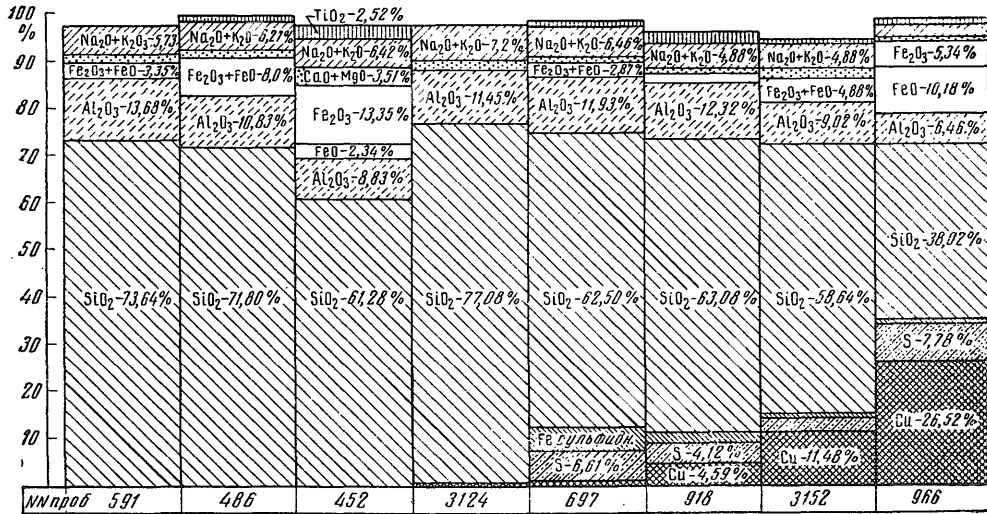 100
%
90
80
70
60
50
40
30
20
10
Na₂O+K₂O₃-5,73
Fe₂O₃+FeO-3,35%
Al₂O₃-13,68%
SiO₂-73,64%
Na₂O+K₂O-6,27%
Fe₂O₃+FeO-8,0%
Al₂O₃-10,83%
SiO₂-71,80%
TiO₂-2,52%
Na₂O+K₂O-6,42%
CaO+MgO-3,51%
Fe₂O₃-13,35%
FeO-2,34%
Al₂O₃-8,83%
SiO₂-61,28%
Na₂O+K₂O-7,2%
Al₂O₃-11,45%
SiO₂-77,08%
Na₂O+K₂O-6,46%
Fe₂O₃+FeO-2,87%
Al₂O₃-11,93%
SiO₂-62,50%
Fe сульфидн.
S-6,61%
Na₂O+K₂O-4,88%
Al₂O₃-12,32%
SiO₂-63,08%
S-4,12%
Cu-4,59%
Na₂O+K₂O-4,88%
Fe₂O₃+FeO-4,88%
Al₂O₃-9,02%
SiO₂-58,64%
Cu-11,48%
Fe₂O₃-5,34%
FeO-10,18%
Al₂O₃-6,46%
SiO₂-38,02%
S-7,78%
Cu-26,52%
NN проб 591 486 452 3124 697 918 3152 966